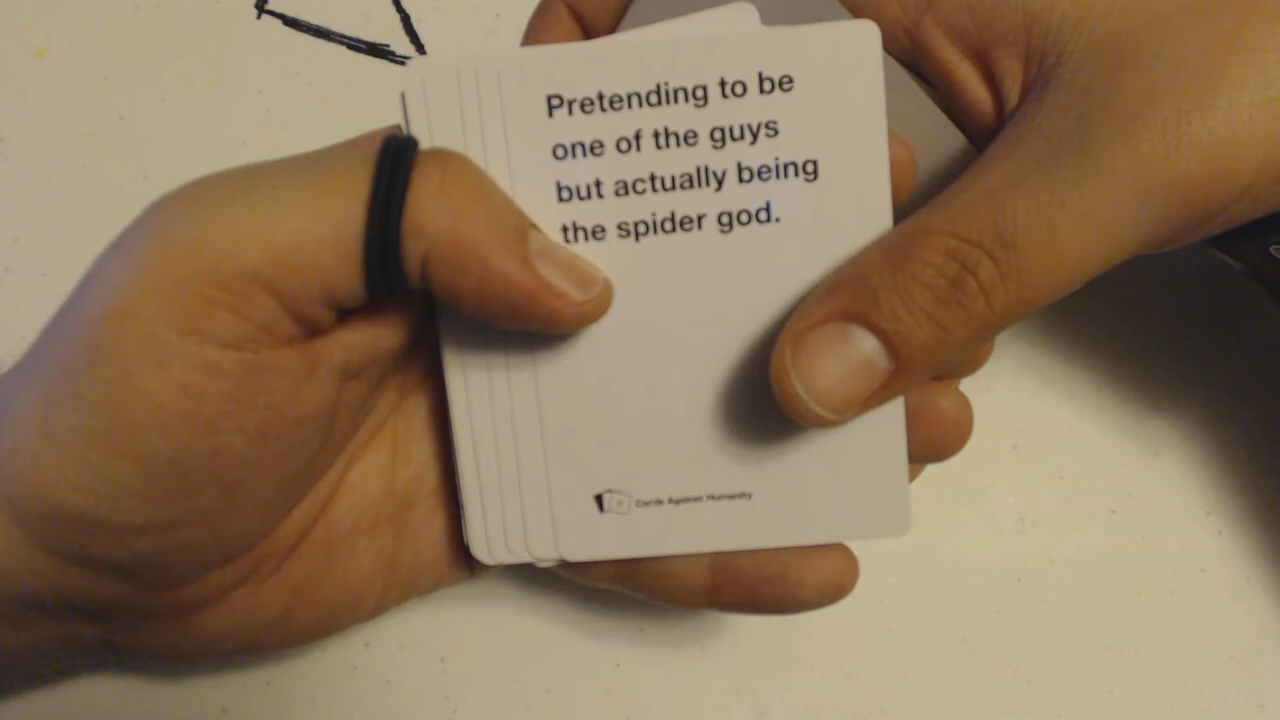 Pretending to be
one of the guys
but actually being
the spider god.
Cards Against Humanity